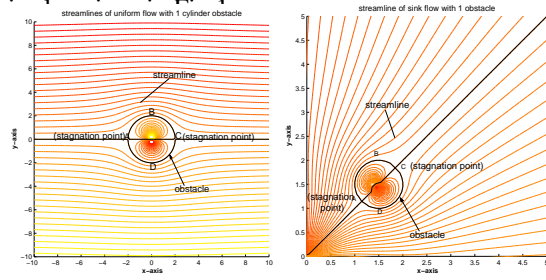 streamlines of uniform flow with 1 cylinder obstacle
10
8
6
4
2
0
−2
−4
−6
−8
−10
−10 −8 −6 −4 −2 0 2 4 6 8 10
y−axis
x−axis
streamline
B
(stagnation point)A
C(stagnation point)
D
obstacle
streamline of sink flow with 1 obstacle
5
4.5
4
3.5
3
2.5
2
1.5
1
0.5
0
0 0.5 1 1.5 2 2.5 3 3.5 4 4.5
y−axis
x−axis
streamline
B
C
(stagnation point)
(stagnation
point)
D
obstacle